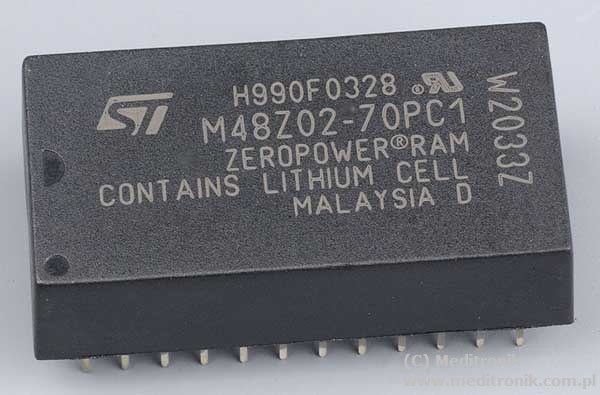 ST
H990F0328
M48Z02-70PC1
ZEROPOWER®RAM
CONTAINS LITHIUM CELL
MALAYSIA D
W2033Z
(C) Meditronik
www.meditronik.com.pl